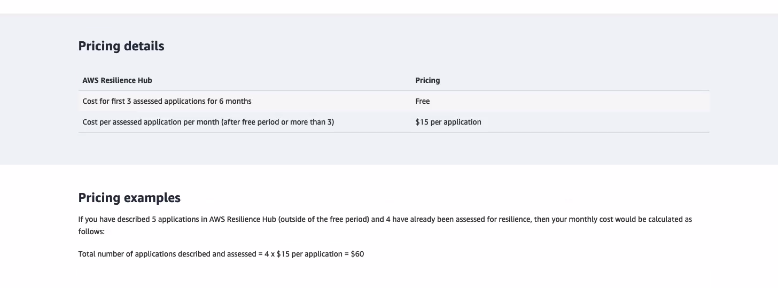 Pricing details
AWS Resilience Hub Pricing
Cost for first 3 assessed applications for 6 months Free
Cost per assessed application per month (after free period or more than 3) $15 per application
Pricing examples
If you have described 5 applications in AWS Resilience Hub (outside of the free period) and 4 have already been assessed for resilience, then your monthly cost would be calculated as
follows:
Total number of applications described and assessed = 4 x $15 per application = $60